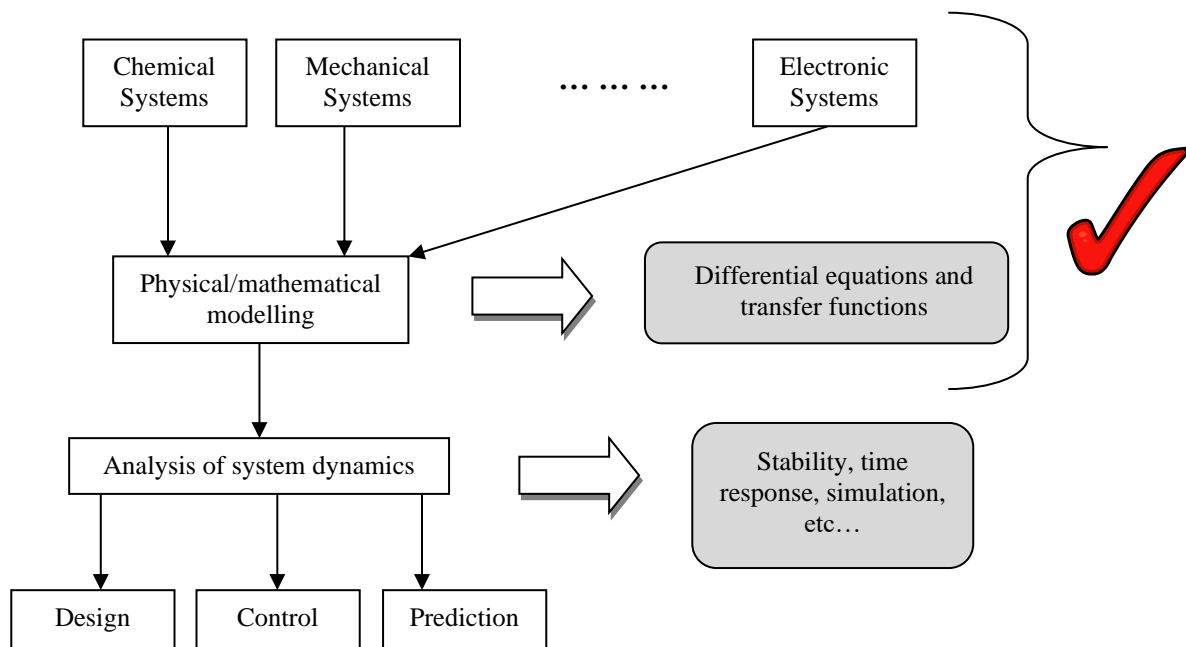 Chemical
Systems
Mechanical
Systems
… … …
Electronic
Systems
Physical/mathematical
modelling
Differential equations and
transfer functions
Analysis of system dynamics
Stability, time
response, simulation,
etc…
Design
Control
Prediction